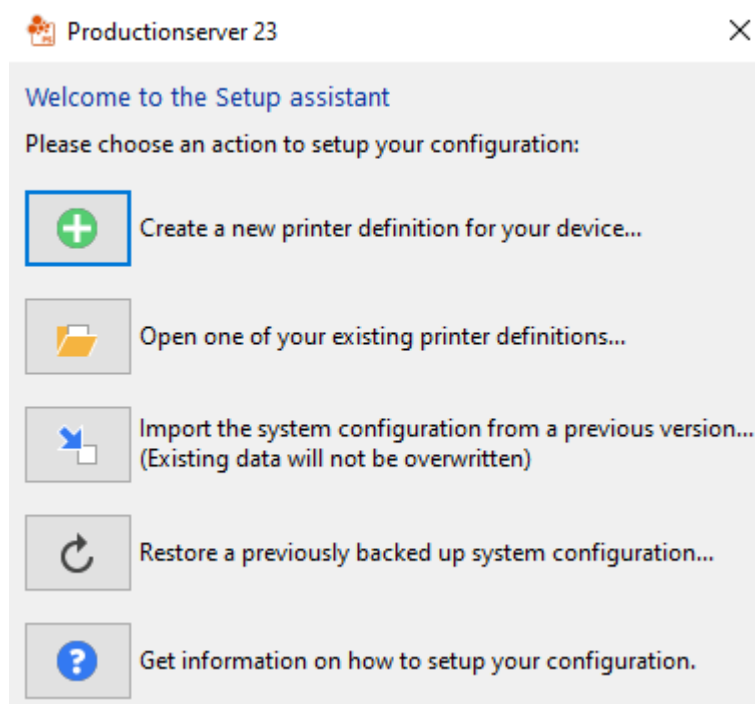 Productionserver 23
Welcome to the Setup assistant
Please choose an action to setup your configuration:
Create a new printer definition for your device...
Open one of your existing printer definitions...
Import the system configuration from a previous version...
(Existing data will not be overwritten)
Restore a previously backed up system configuration...
Get information on how to setup your configuration.